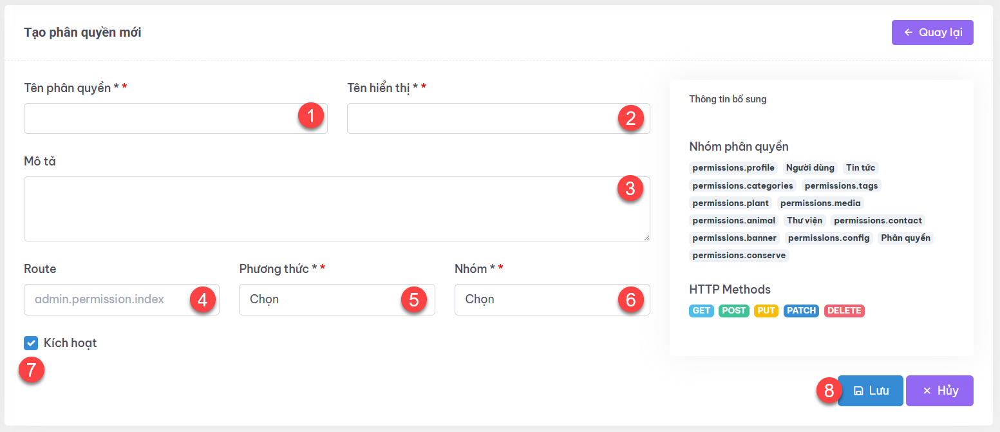 Tạo phân quyền mới
Quay lại
Tên phân quyền * *
Tên hiển thị * *
1
2
Mô tả
3
Route
Phương thức * *
Nhóm * *
admin.permission.index
4
Chọn
5
Chọn
6
Kích hoạt
7
Thông tin bổ sung
Nhóm phân quyền
permissions.profile Người dùng Tin tức
permissions.categories permissions.tags
permissions.plant permissions.media
permissions.animal Thư viện permissions.contact
permissions.banner permissions.config Phân quyền
permissions.conserve
HTTP Methods
GET POST PUT PATCH DELETE
8
Lưu
Hủy